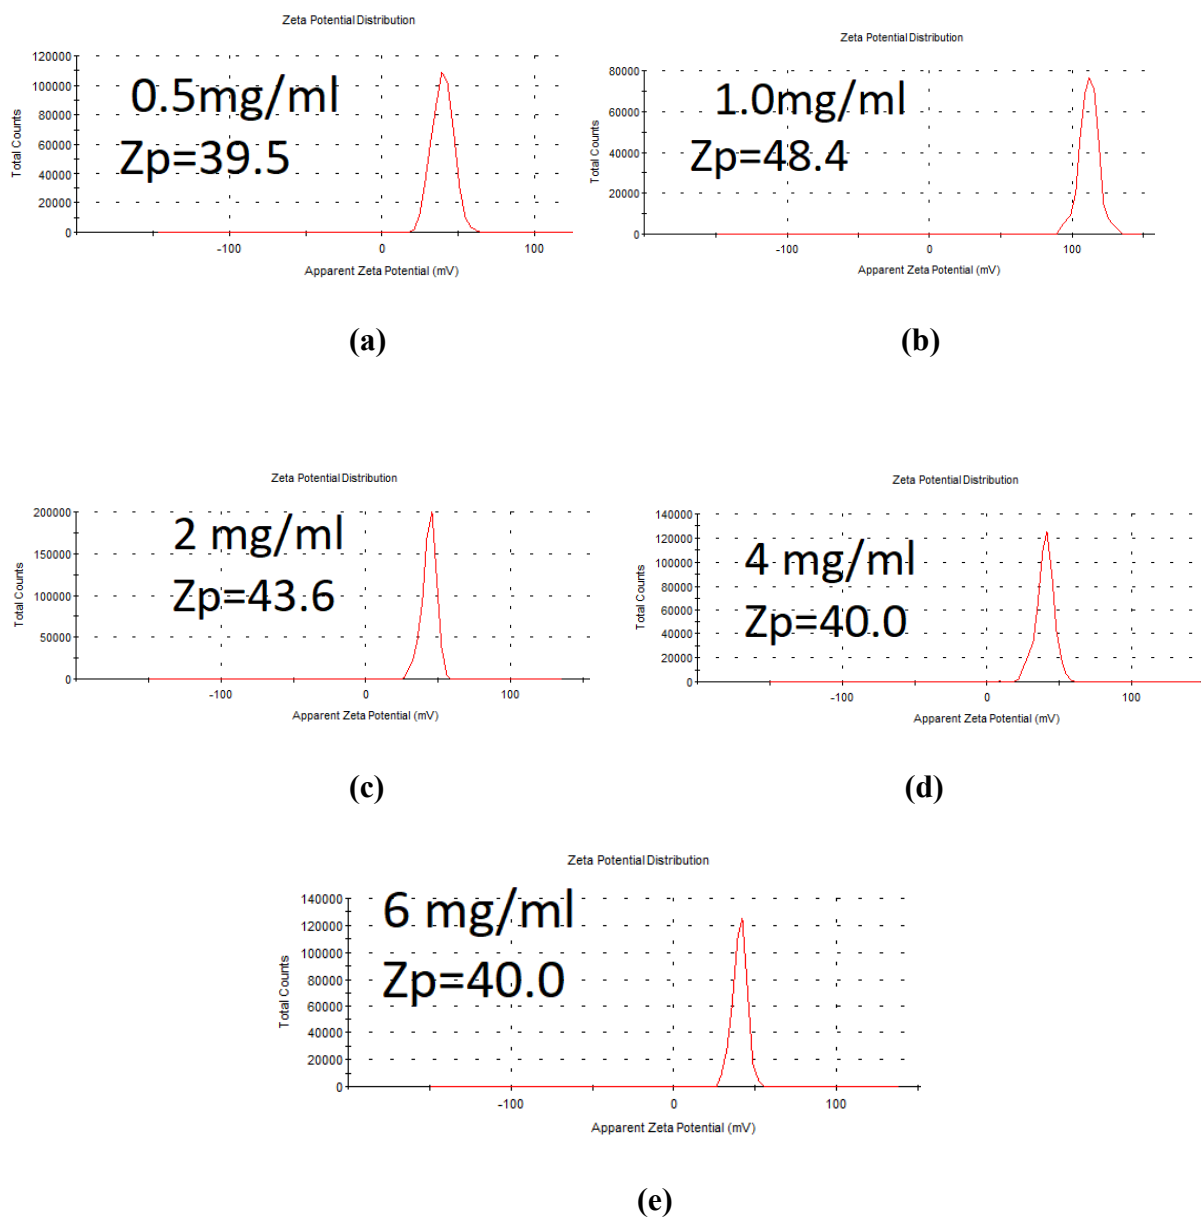 Zeta Potential Distribution
120000
100000
80000
60000
40000
20000
0
Total Counts
0.5mg/ml
Zp=39.5
-100 0 100
Apparent Zeta Potential (mV)
(a)
Zeta Potential Distribution
80000
60000
40000
20000
0
Total Counts
1.0mg/ml
Zp=48.4
-100 0 100
Apparent Zeta Potential (mV)
(b)
Zeta Potential Distribution
200000
150000
100000
50000
0
Total Counts
2 mg/ml
Zp=43.6
-100 0 100
Apparent Zeta Potential (mV)
(c)
Zeta Potential Distribution
140000
120000
100000
80000
60000
40000
20000
0
Total Counts
4 mg/ml
Zp=40.0
-100 0 100
Apparent Zeta Potential (mV)
(d)
Zeta Potential Distribution
140000
120000
100000
80000
60000
40000
20000
0
Total Counts
6 mg/ml
Zp=40.0
-100 0 100
Apparent Zeta Potential (mV)
(e)